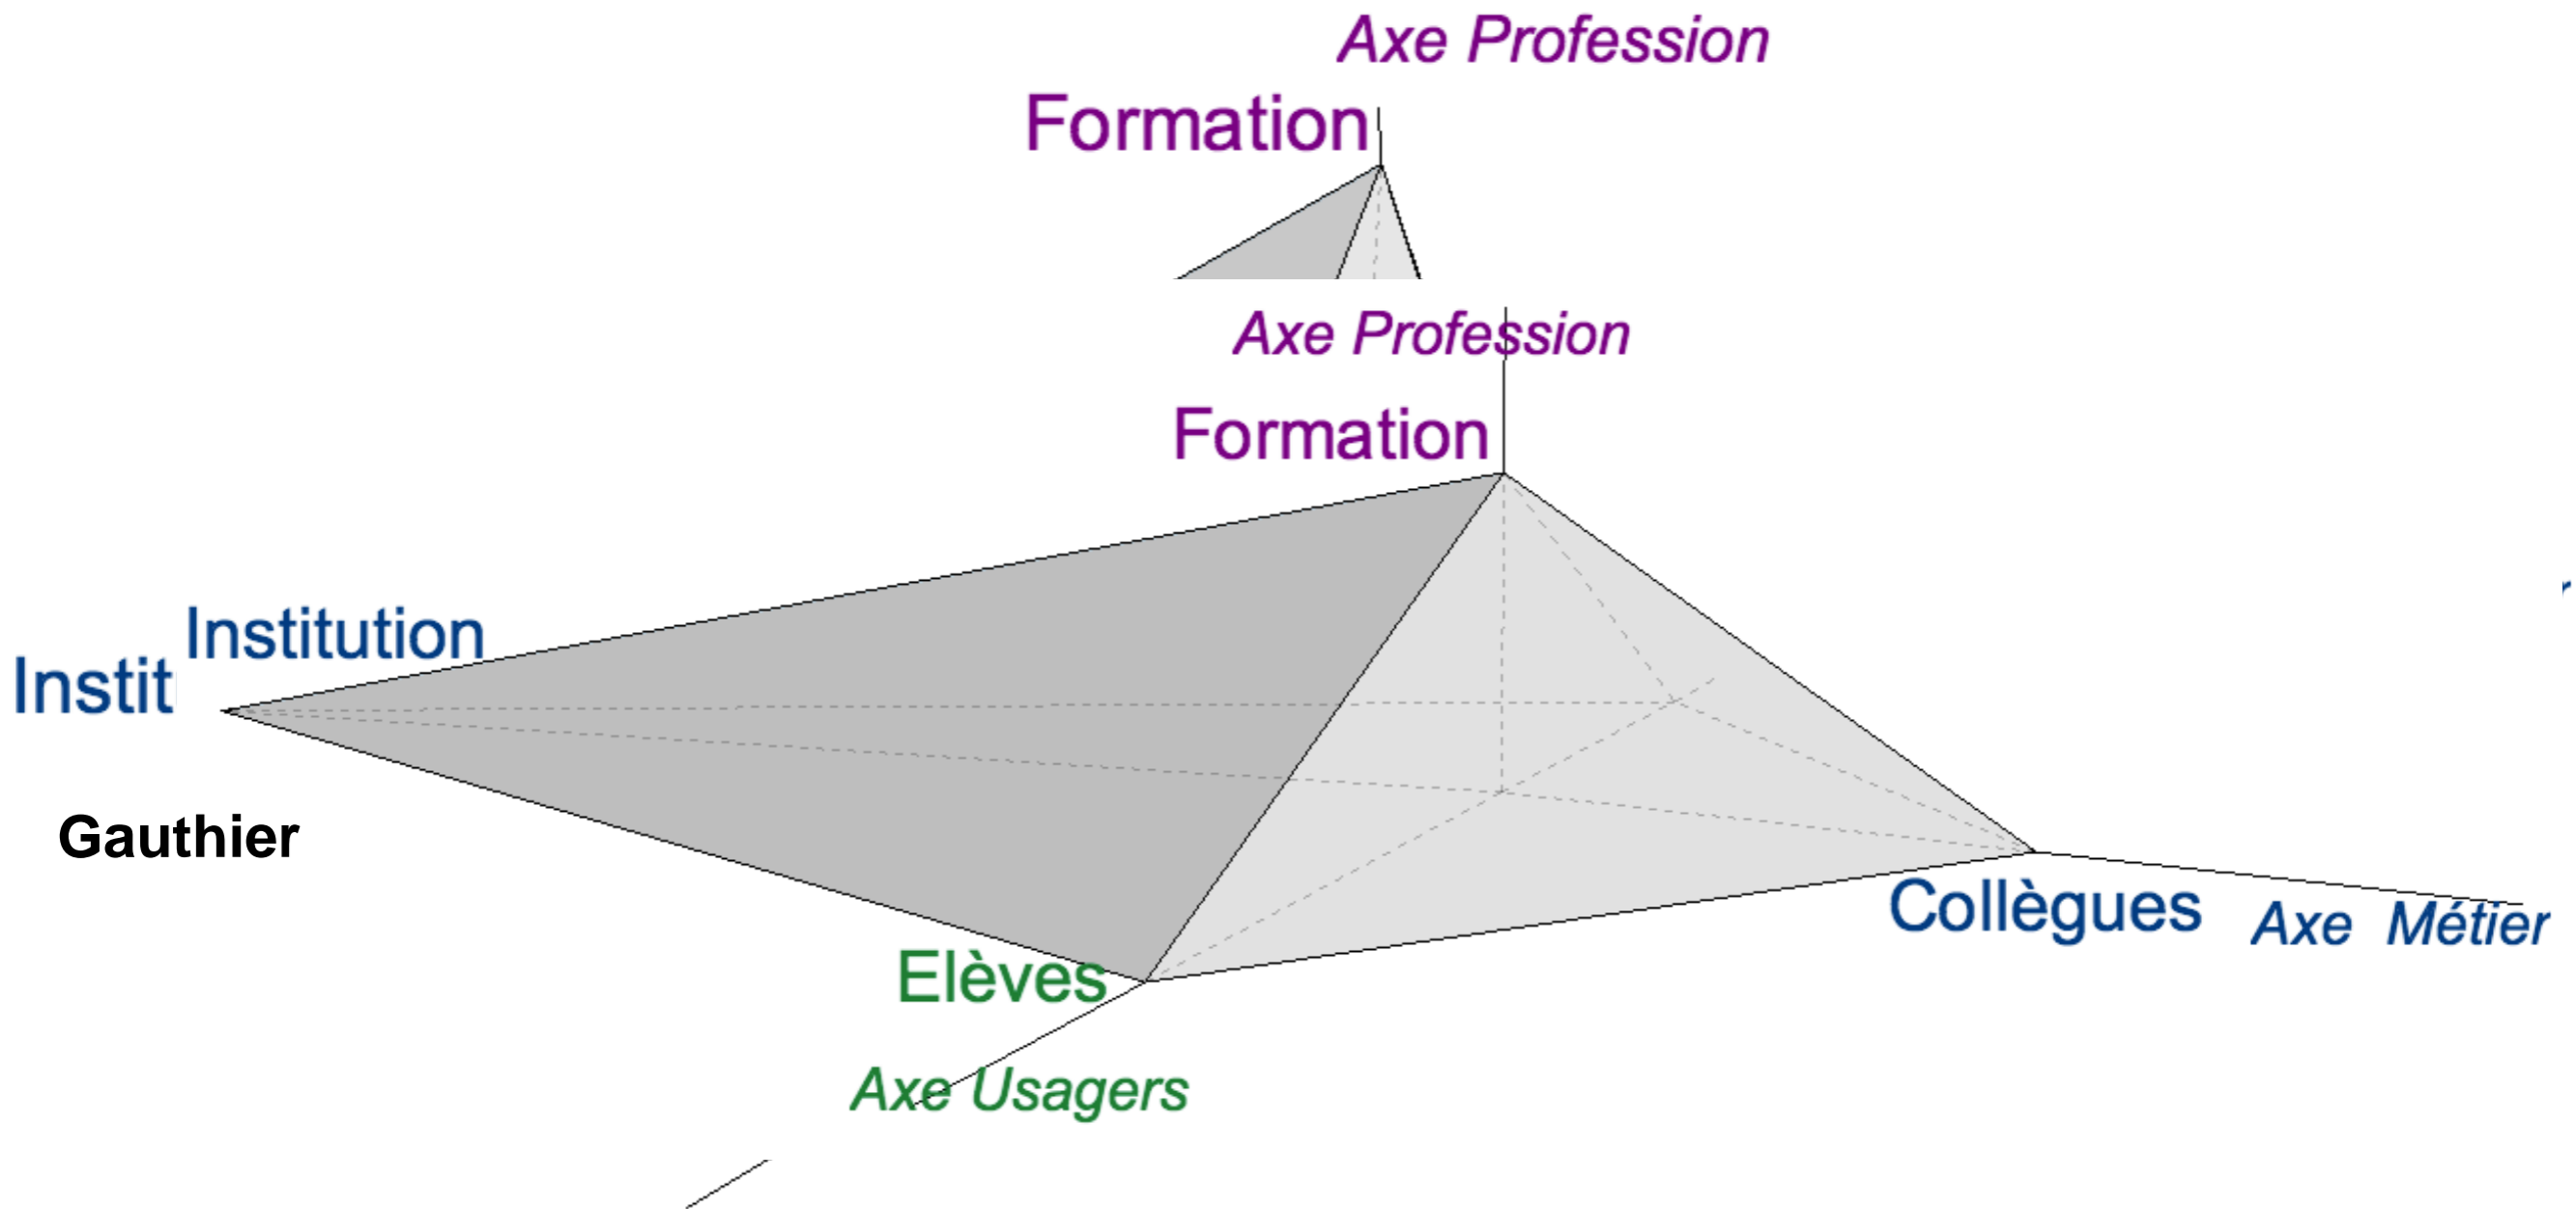 Axe Profession
Formation
Axe Profession
Formation
Institution
Instit
Gauthier
Collègues
Axe Métier
Elèves
Axe Usagers